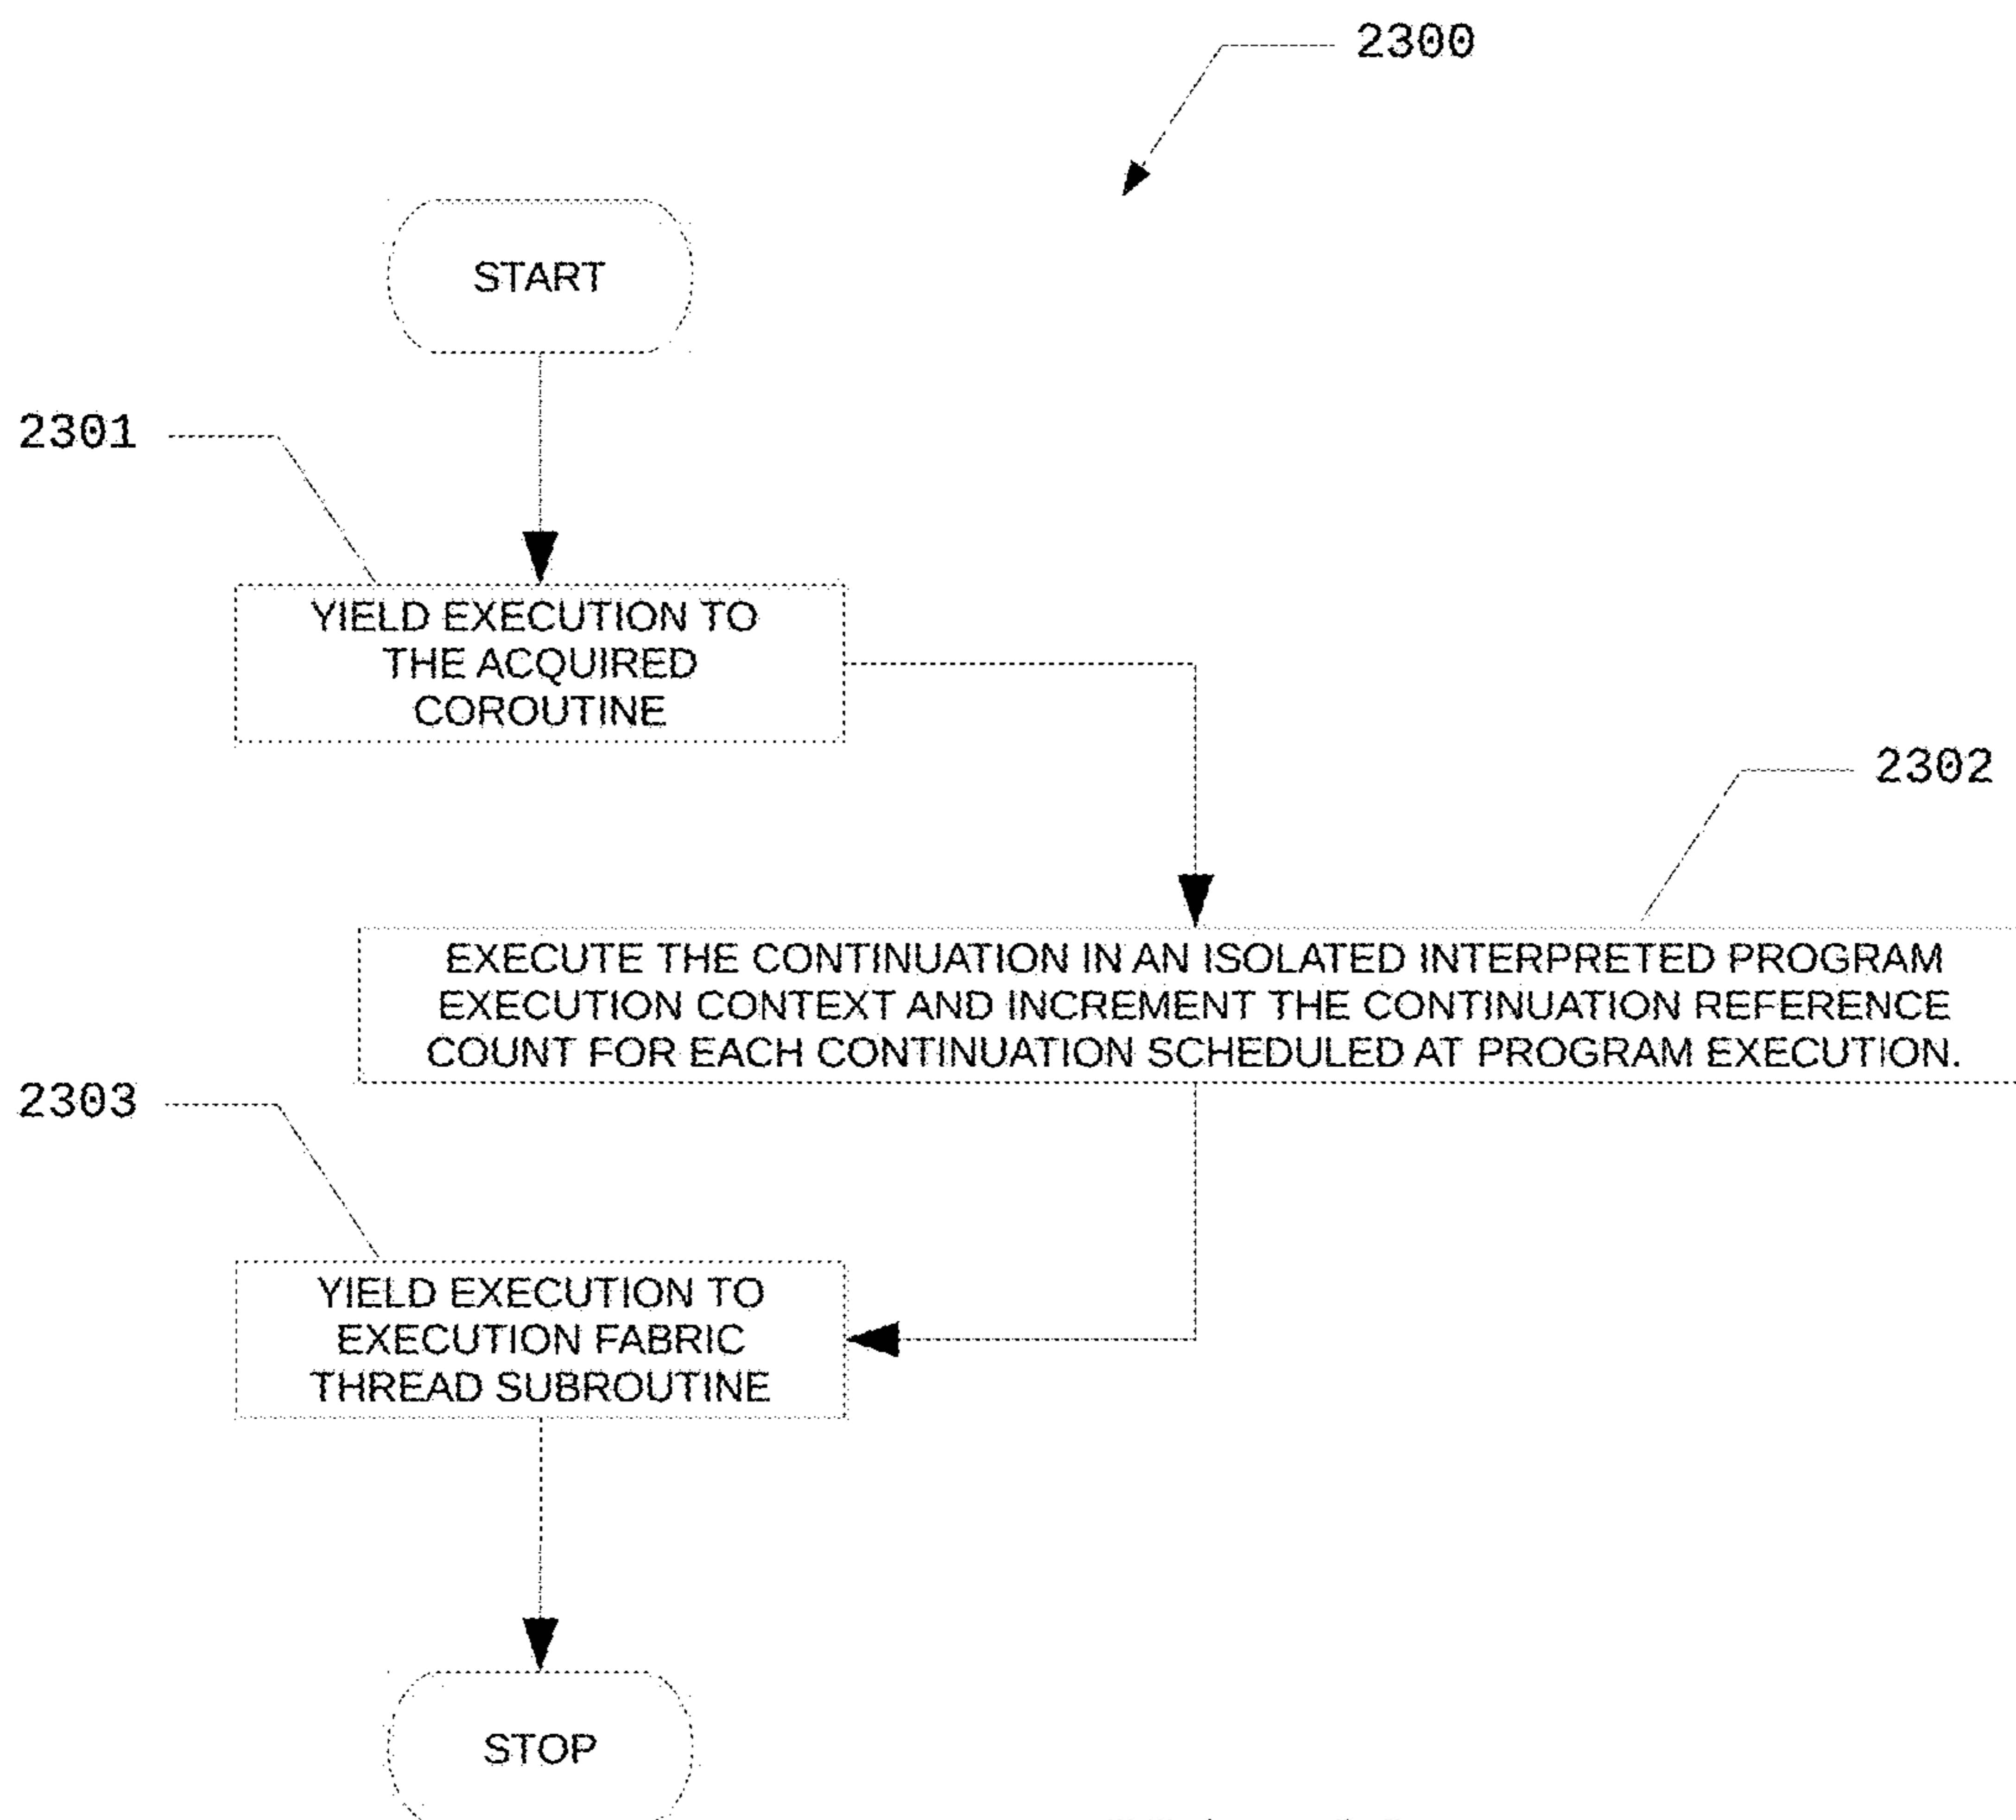 2300
START
2301
YIELD EXECUTION TO
THE ACQUIRED
COROUTINE
2302
EXECUTE THE CONTINUATION IN AN ISOLATED INTERPRETED PROGRAM
EXECUTION CONTEXT AND INCREMENT THE CONTINUATION REFERENCE
COUNT FOR EACH CONTINUATION SCHEDULED AT PROGRAM EXECUTION.
2303
YIELD EXECUTION TO
EXECUTION FABRIC
THREAD SUBROUTINE
STOP